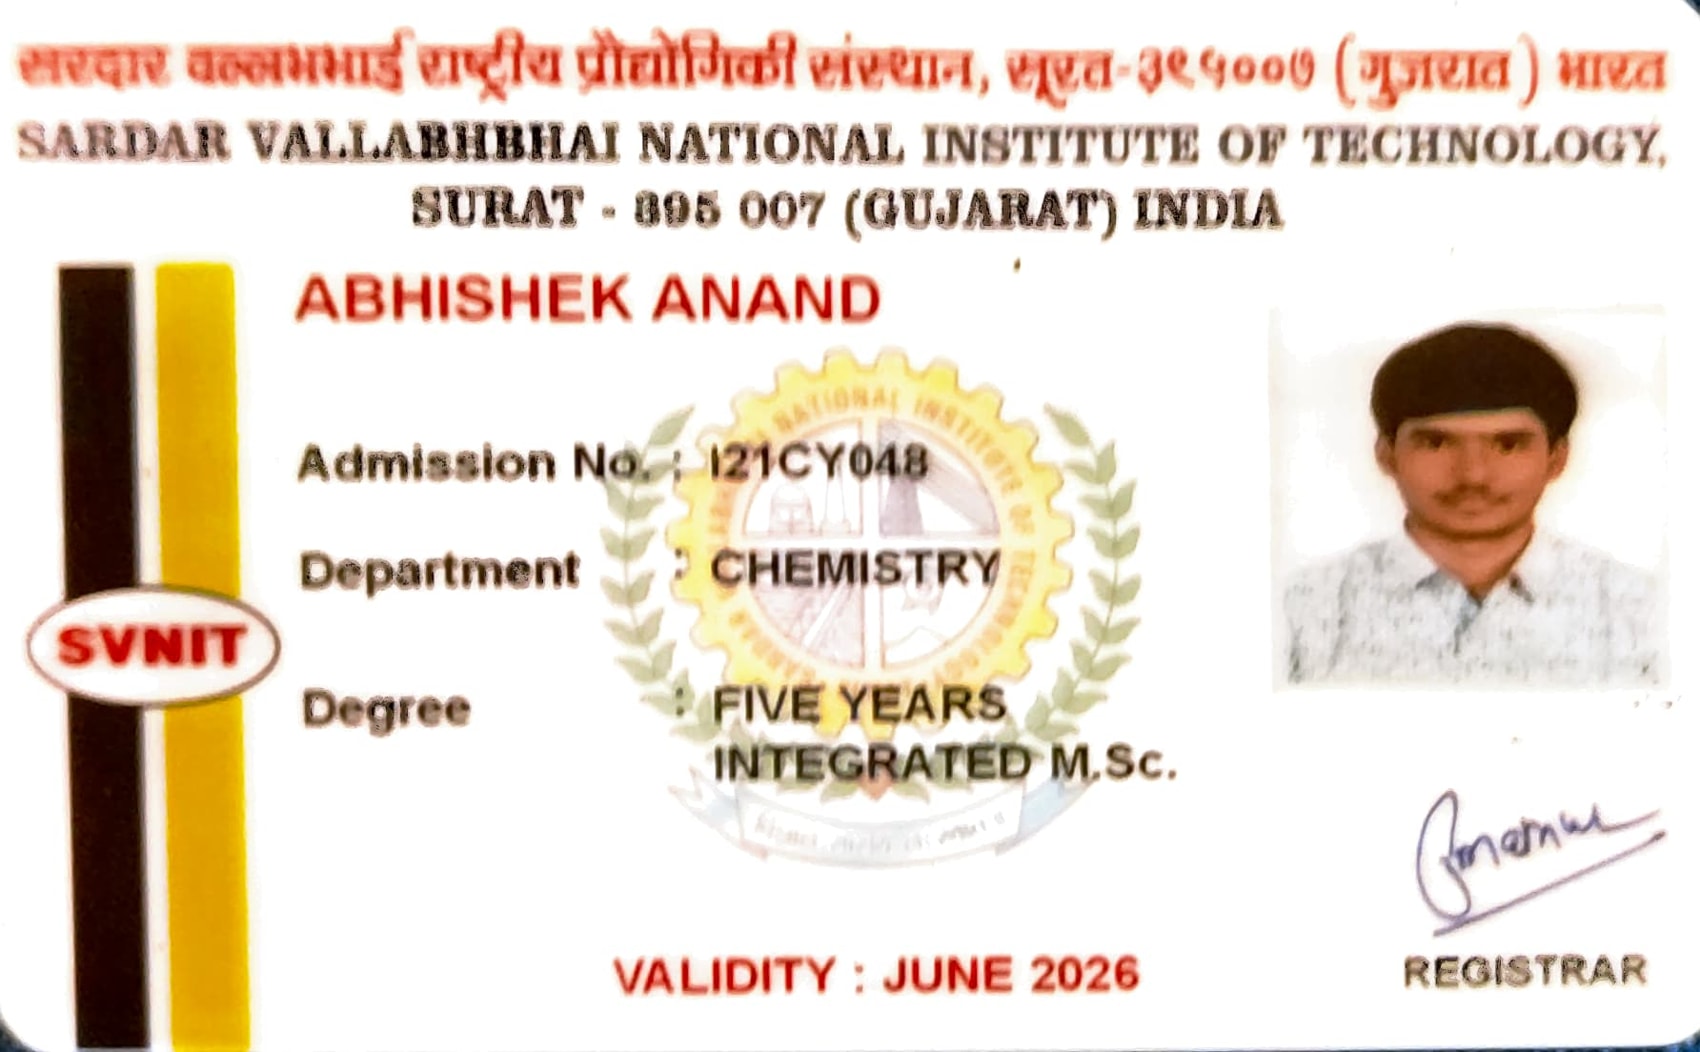 सरदार वल्लभभाई राष्ट्रीय प्रौद्योगिकी संस्थान, सूरत-३९५००७ (गुजरात) भारत
SARDAR VALLABHBHAI NATIONAL INSTITUTE OF TECHNOLOGY,
SURAT - 395 007 (GUJARAT) INDIA
ABHISHEK ANAND
NATIONAL INSTITUTE OF TECHNOLOGY
Admission No. : I21CY048
Department : CHEMISTRY
SVNIT
Degree : FIVE YEARS
INTEGRATED M.Sc.
VALIDITY : JUNE 2026
REGISTRAR